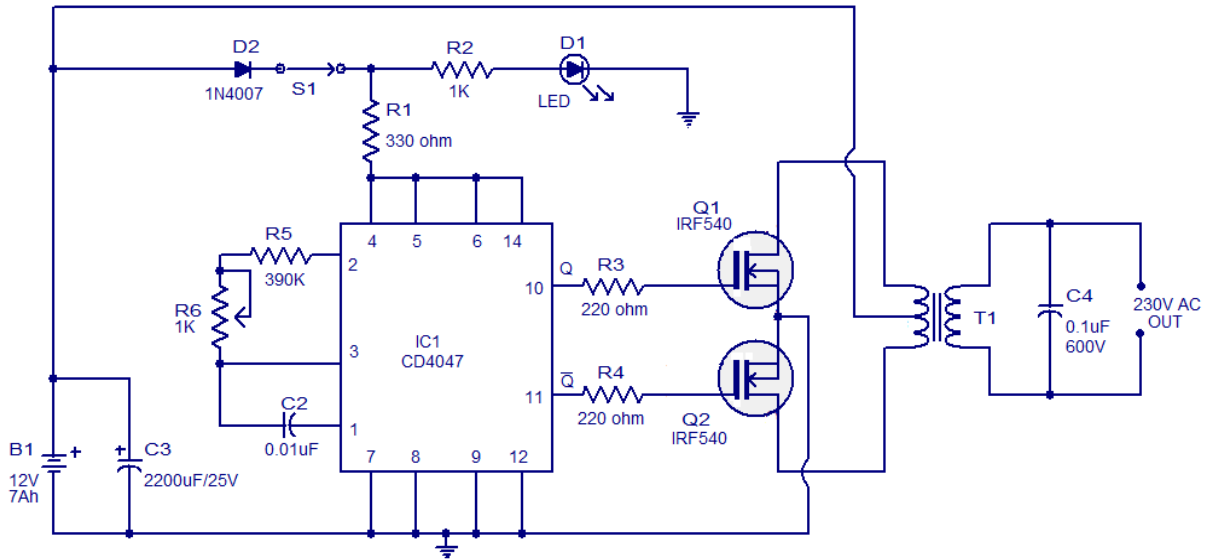 D2
1N4007
S1
R2
1K
D1
LED
R1
330 ohm
4 5 6 14
R5
390K
2
R6
1K
3
IC1
CD4047
C2
0.01uF
1
10
Q
R3
220 ohm
Q1
IRF540
11
Q̅
R4
220 ohm
Q2
IRF540
T1
C4
0.1uF
600V
230V AC
OUT
B1
+
12V
7Ah
+
C3
2200uF/25V
7 8 9 12